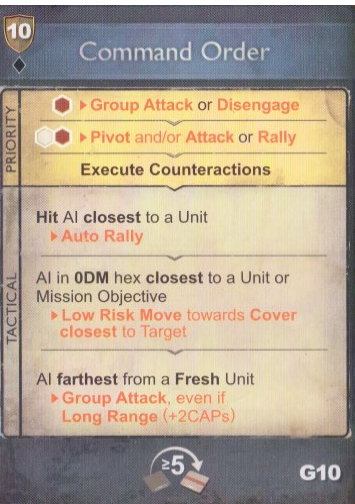 10
Command Order
PRIORITY
Group Attack or Disengage
Pivot and/or Attack or Rally
Execute Counteractions
TACTICAL
Hit AI closest to a Unit
Auto Rally
AI in 0DM hex closest to a Unit or
Mission Objective
Low Risk Move towards Cover
closest to Target
AI farthest from a Fresh Unit
Group Attack, even if
Long Range (+2CAPs)
≥5
G10